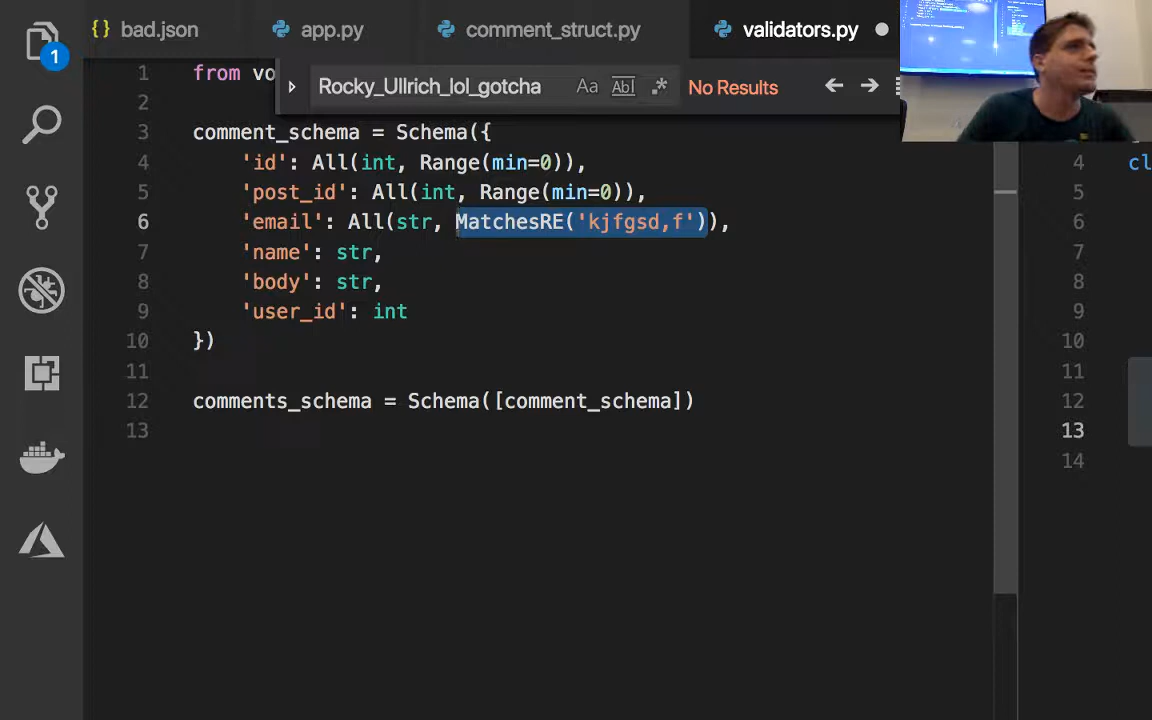 bad.json app.py comment_struct.py validators.py
1
1 from vo
Rocky_Ullrich_lol_gotcha Aa Abl .* No Results
2
3 comment_schema = Schema({
4 'id': All(int, Range(min=0)),
5 'post_id': All(int, Range(min=0)),
6 'email': All(str, MatchesRE('kjfgsd,f')),
7 'name': str,
8 'body': str,
9 'user_id': int
10 })
11
12 comments_schema = Schema([comment_schema])
13
4 cl
5
6
7
8
9
10
11
12
13
14